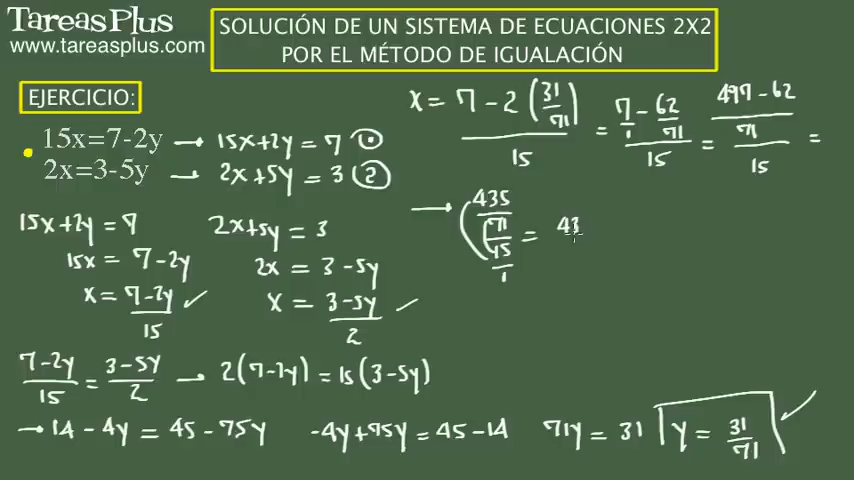 TareasPlus
www.tareasplus.com
SOLUCIÓN DE UN SISTEMA DE ECUACIONES 2X2
POR EL MÉTODO DE IGUALACIÓN
EJERCICIO:
15x=7-2y → 15x+2y = 7 ①
2x=3-5y → 2x+5y = 3 ②
15x+2y = 7
15x = 7-2y
x = 7-2y/15 ✓
2x+5y = 3
2x = 3-5y
x = 3-5y/2 ✓
7-2y/15 = 3-5y/2 → 2(7-2y) = 15(3-5y)
→ 14 - 4y = 45 - 75y -4y+75y = 45-14 71y = 31 y = 31/71 ✓
x = 7-2(31/71)/15 = 7/1 - 62/71/15 = 497-62/71/15 =
→ 435/71/15/1 = 43